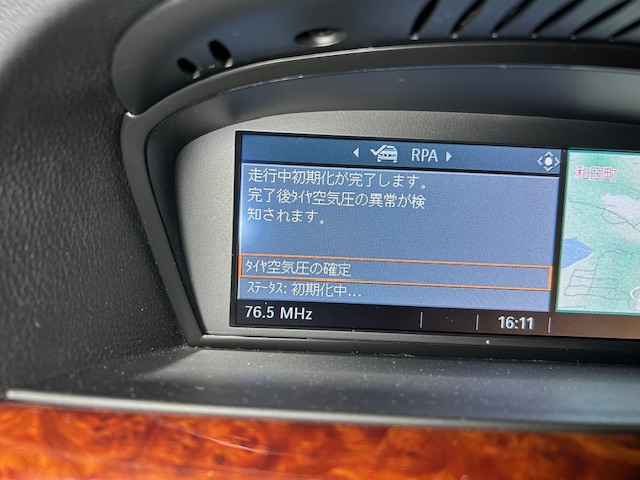 RPA
走行中初期化が完了します。
完了後タイヤ空気圧の異常が検
知されます。
タイヤ空気圧の確定
ステータス: 初期化中...
76.5 MHz
16:11
和田町